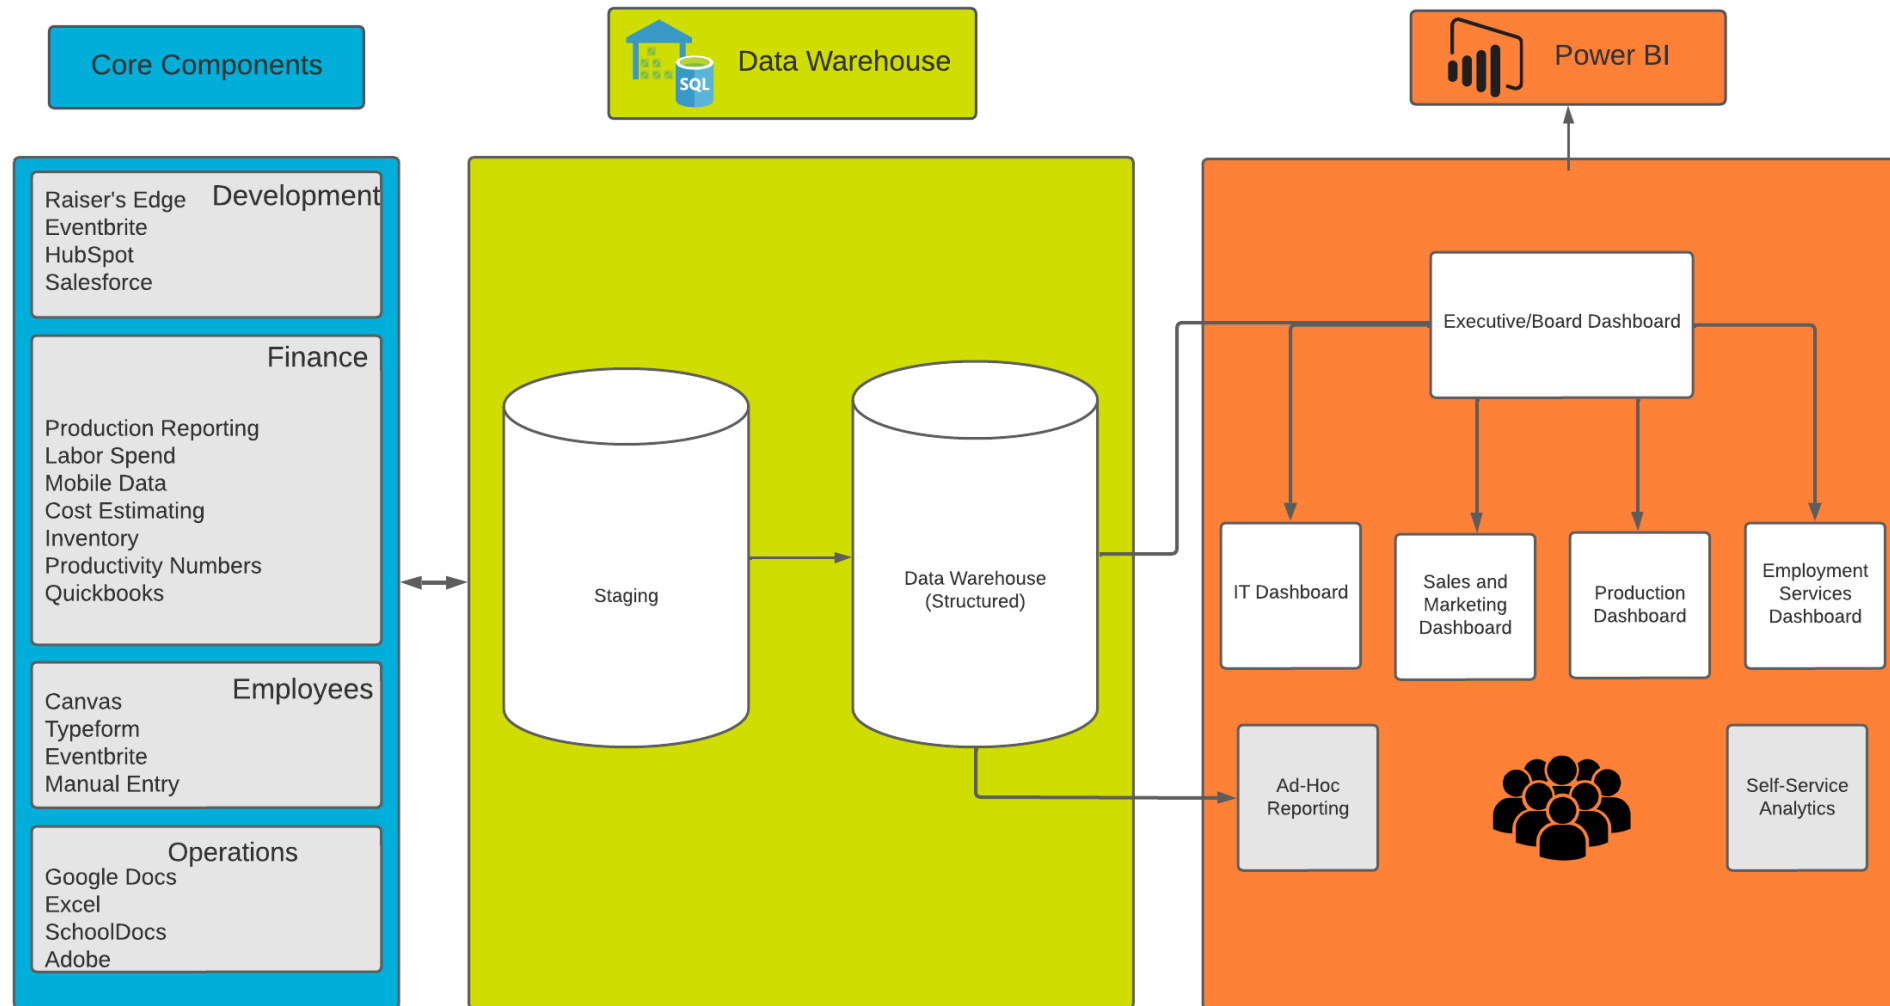 Core Components
SQL
Data Warehouse
Power BI
Development
Raiser's Edge
Eventbrite
HubSpot
Salesforce
Finance
Production Reporting
Labor Spend
Mobile Data
Cost Estimating
Inventory
Productivity Numbers
Quickbooks
Employees
Canvas
Typeform
Eventbrite
Manual Entry
Operations
Google Docs
Excel
SchoolDocs
Adobe
Staging
Data Warehouse
(Structured)
Executive/Board Dashboard
IT Dashboard
Sales and
Marketing
Dashboard
Production
Dashboard
Employment
Services
Dashboard
Ad-Hoc
Reporting
Self-Service
Analytics